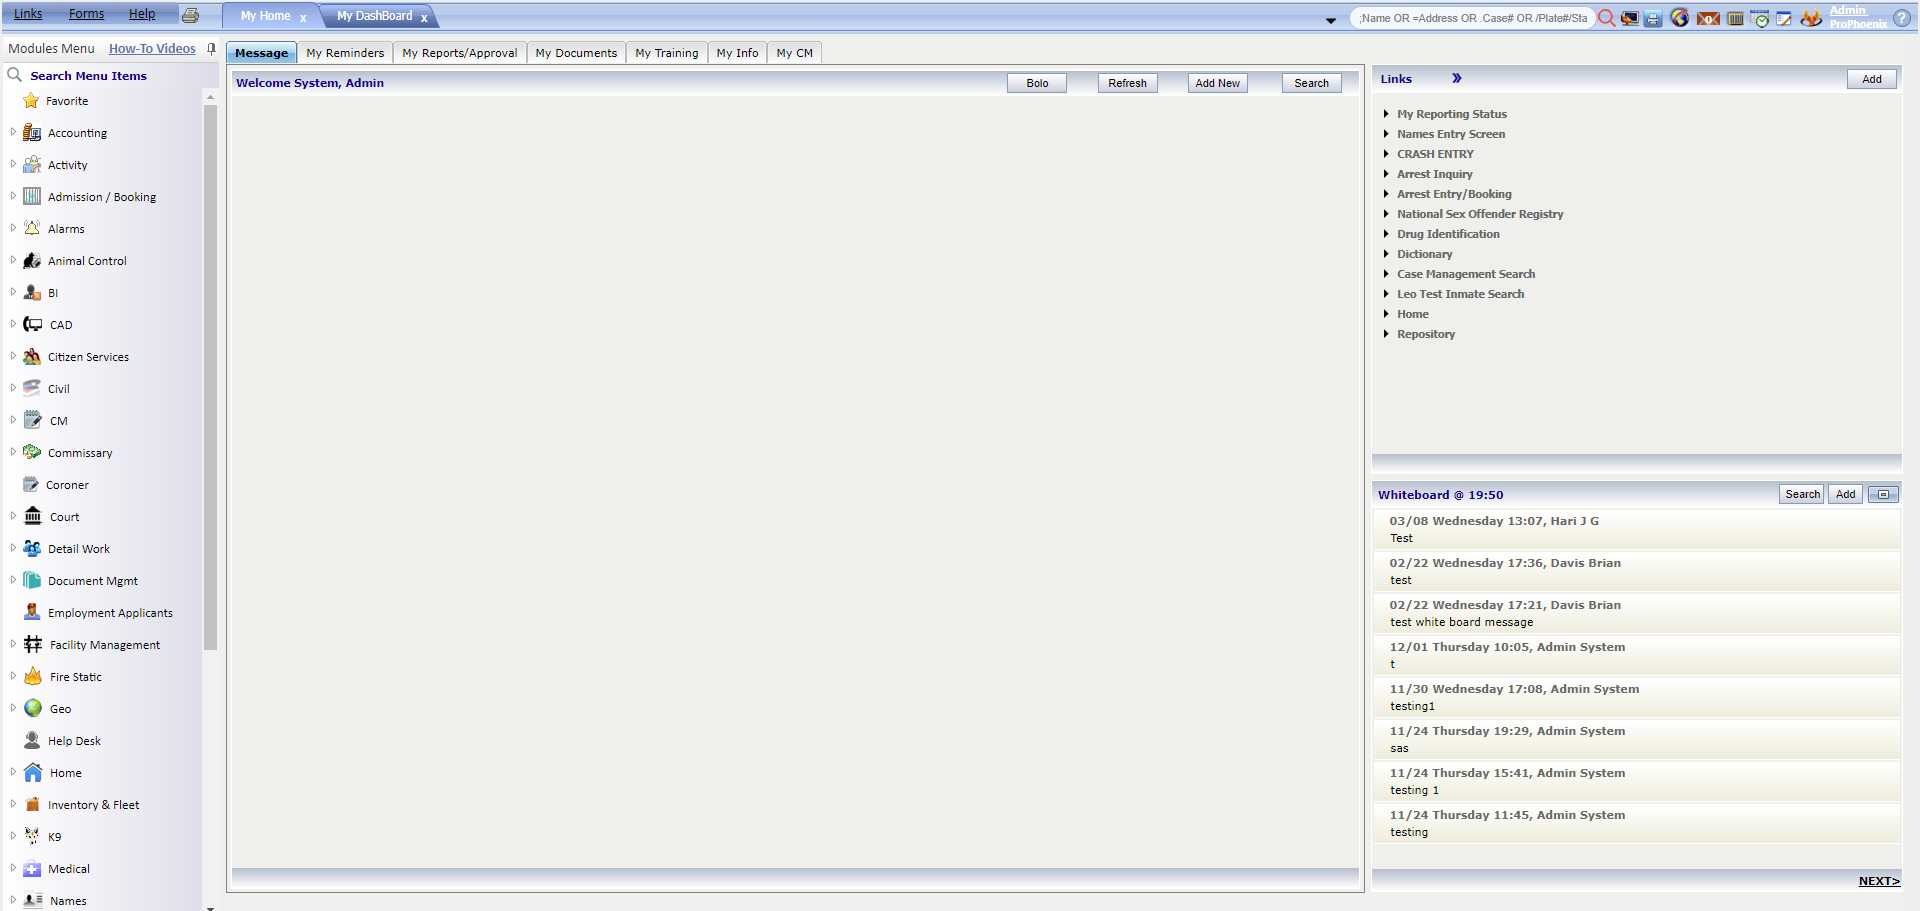 Links Forms Help
My Home x
My DashBoard x
;Name OR =Address OR .Case# OR /Plate#/Sta
Admin
ProPhoenix
Modules Menu How-To Videos
Search Menu Items
Favorite
Accounting
Activity
Admission / Booking
Alarms
Animal Control
BI
CAD
Citizen Services
Civil
CM
Commissary
Coroner
Court
Detail Work
Document Mgmt
Employment Applicants
Facility Management
Fire Static
Geo
Help Desk
Home
Inventory & Fleet
K9
Medical
Names
Message My Reminders My Reports/Approval My Documents My Training My Info My CM
Welcome System, Admin
Bolo Refresh Add New Search
Links » Add
My Reporting Status
Names Entry Screen
CRASH ENTRY
Arrest Inquiry
Arrest Entry/Booking
National Sex Offender Registry
Drug Identification
Dictionary
Case Management Search
Leo Test Inmate Search
Home
Repository
Whiteboard @ 19:50 Search Add
03/08 Wednesday 13:07, Hari J G
Test
02/22 Wednesday 17:36, Davis Brian
test
02/22 Wednesday 17:21, Davis Brian
test white board message
12/01 Thursday 10:05, Admin System
t
11/30 Wednesday 17:08, Admin System
testing1
11/24 Thursday 19:29, Admin System
sas
11/24 Thursday 15:41, Admin System
testing 1
11/24 Thursday 11:45, Admin System
testing
NEXT>